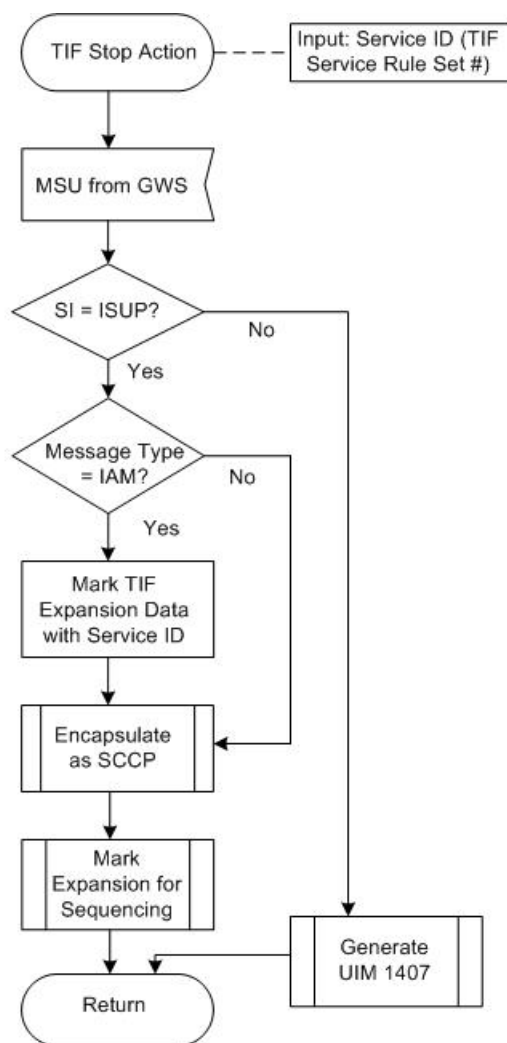 TIF Stop Action
Input: Service ID (TIF
Service Rule Set #)
MSU from GWS
SI = ISUP?
No
Yes
Message Type
= IAM?
No
Yes
Mark TIF
Expansion Data
with Service ID
Encapsulate
as SCCP
Mark
Expansion for
Sequencing
Generate
UIM 1407
Return